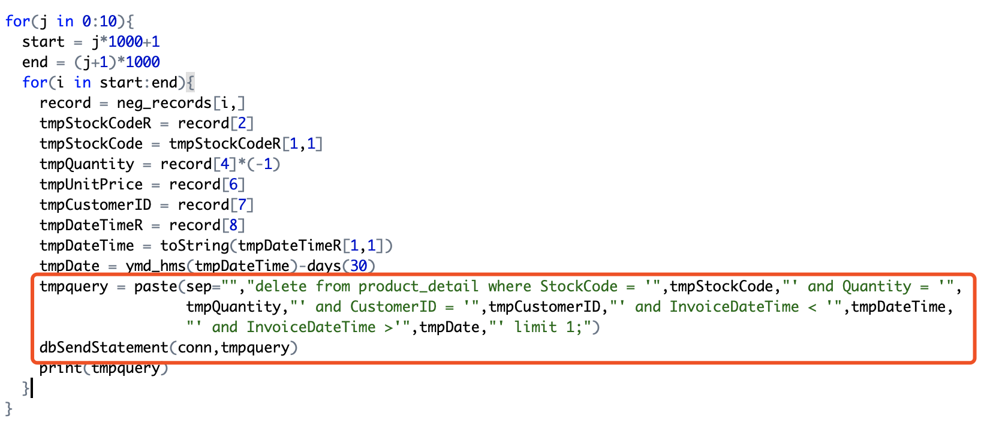 for(j in 0:10){
  start = j*1000+1
  end = (j+1)*1000
  for(i in start:end){
    record = neg_records[i,]
    tmpStockCodeR = record[2]
    tmpStockCode = tmpStockCodeR[1,1]
    tmpQuantity = record[4]*(-1)
    tmpUnitPrice = record[6]
    tmpCustomerID = record[7]
    tmpDateTimeR = record[8]
    tmpDateTime = toString(tmpDateTimeR[1,1])
    tmpDate = ymd_hms(tmpDateTime)-days(30)
    tmpquery = paste(sep="","delete from product_detail where StockCode = '",tmpStockCode,"' and Quantity = '",
                     tmpQuantity,"' and CustomerID = '",tmpCustomerID,"' and InvoiceDateTime < '",tmpDateTime,
                     "' and InvoiceDateTime >'",tmpDate,"' limit 1;")
    dbSendStatement(conn,tmpquery)
    print(tmpquery)
  }
}